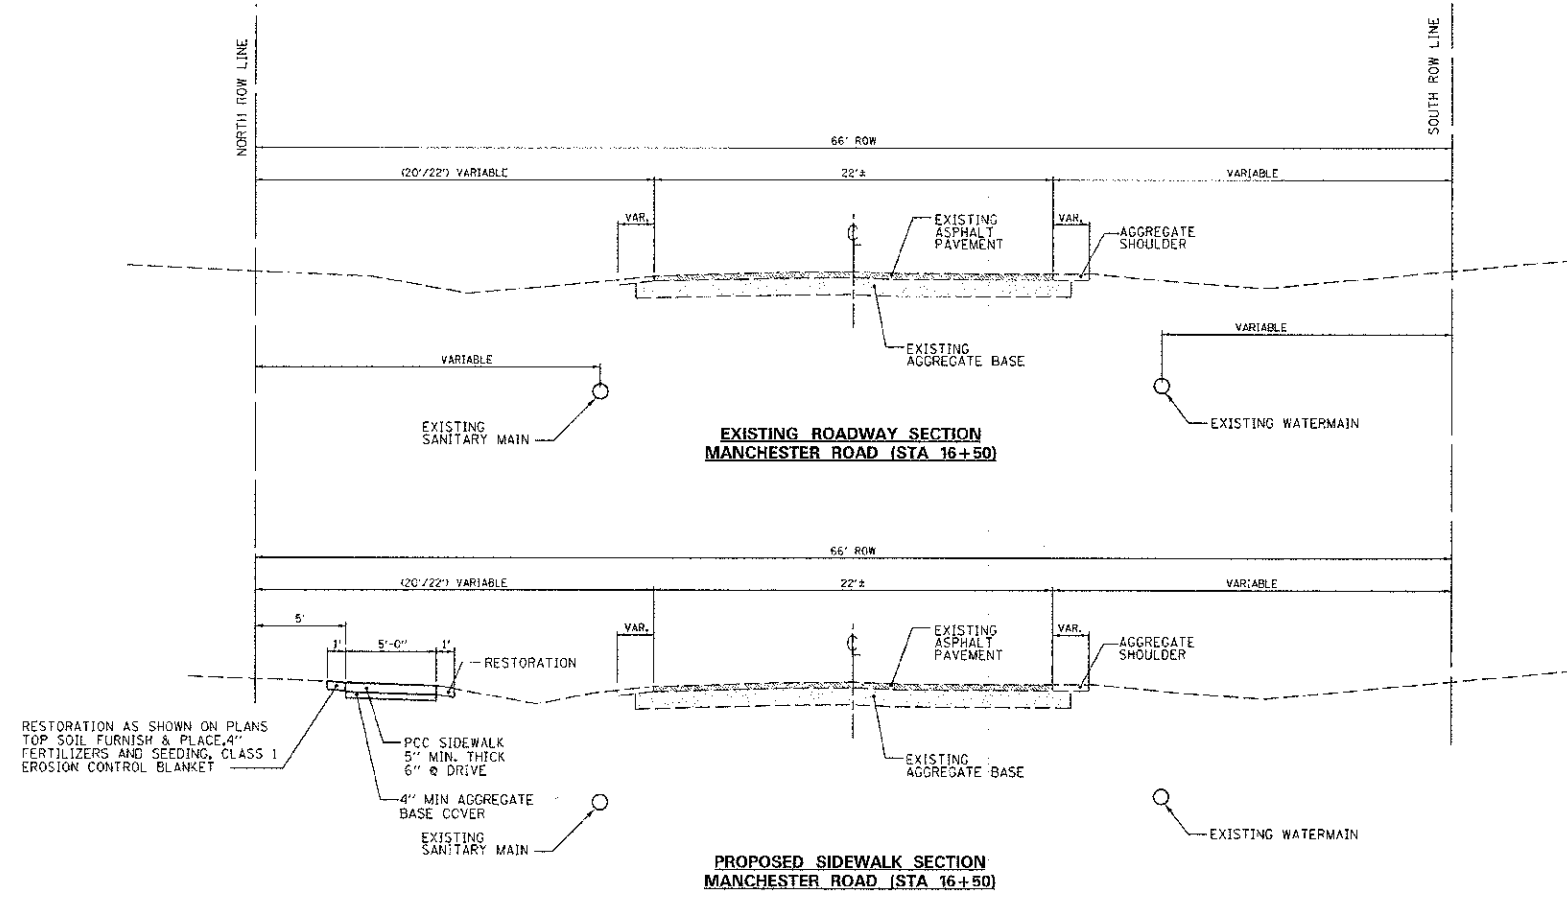 NORTH ROW LINE
SOUTH ROW LINE
66' ROW
(20'/22') VARIABLE
22'±
VARIABLE
VAR.
EXISTING
ASPHALT
PAVEMENT
VAR.
AGGREGATE
SHOULDER
℄
EXISTING
AGGREGATE BASE
VARIABLE
VARIABLE
EXISTING
SANITARY MAIN
EXISTING WATERMAIN
EXISTING ROADWAY SECTION
MANCHESTER ROAD (STA 16+50)
66' ROW
(20'/22') VARIABLE
22'±
VARIABLE
5'
1'
5'-0"
1'
RESTORATION
VAR.
℄
EXISTING
ASPHALT
PAVEMENT
VAR.
AGGREGATE
SHOULDER
RESTORATION AS SHOWN ON PLANS
TOP SOIL FURNISH & PLACE,4"
FERTILIZERS AND SEEDING, CLASS 1
EROSION CONTROL BLANKET
PCC SIDEWALK
5" MIN. THICK
6" @ DRIVE
4" MIN AGGREGATE
BASE COVER
EXISTING
AGGREGATE BASE
EXISTING
SANITARY MAIN
EXISTING WATERMAIN
PROPOSED SIDEWALK SECTION
MANCHESTER ROAD (STA 16+50)